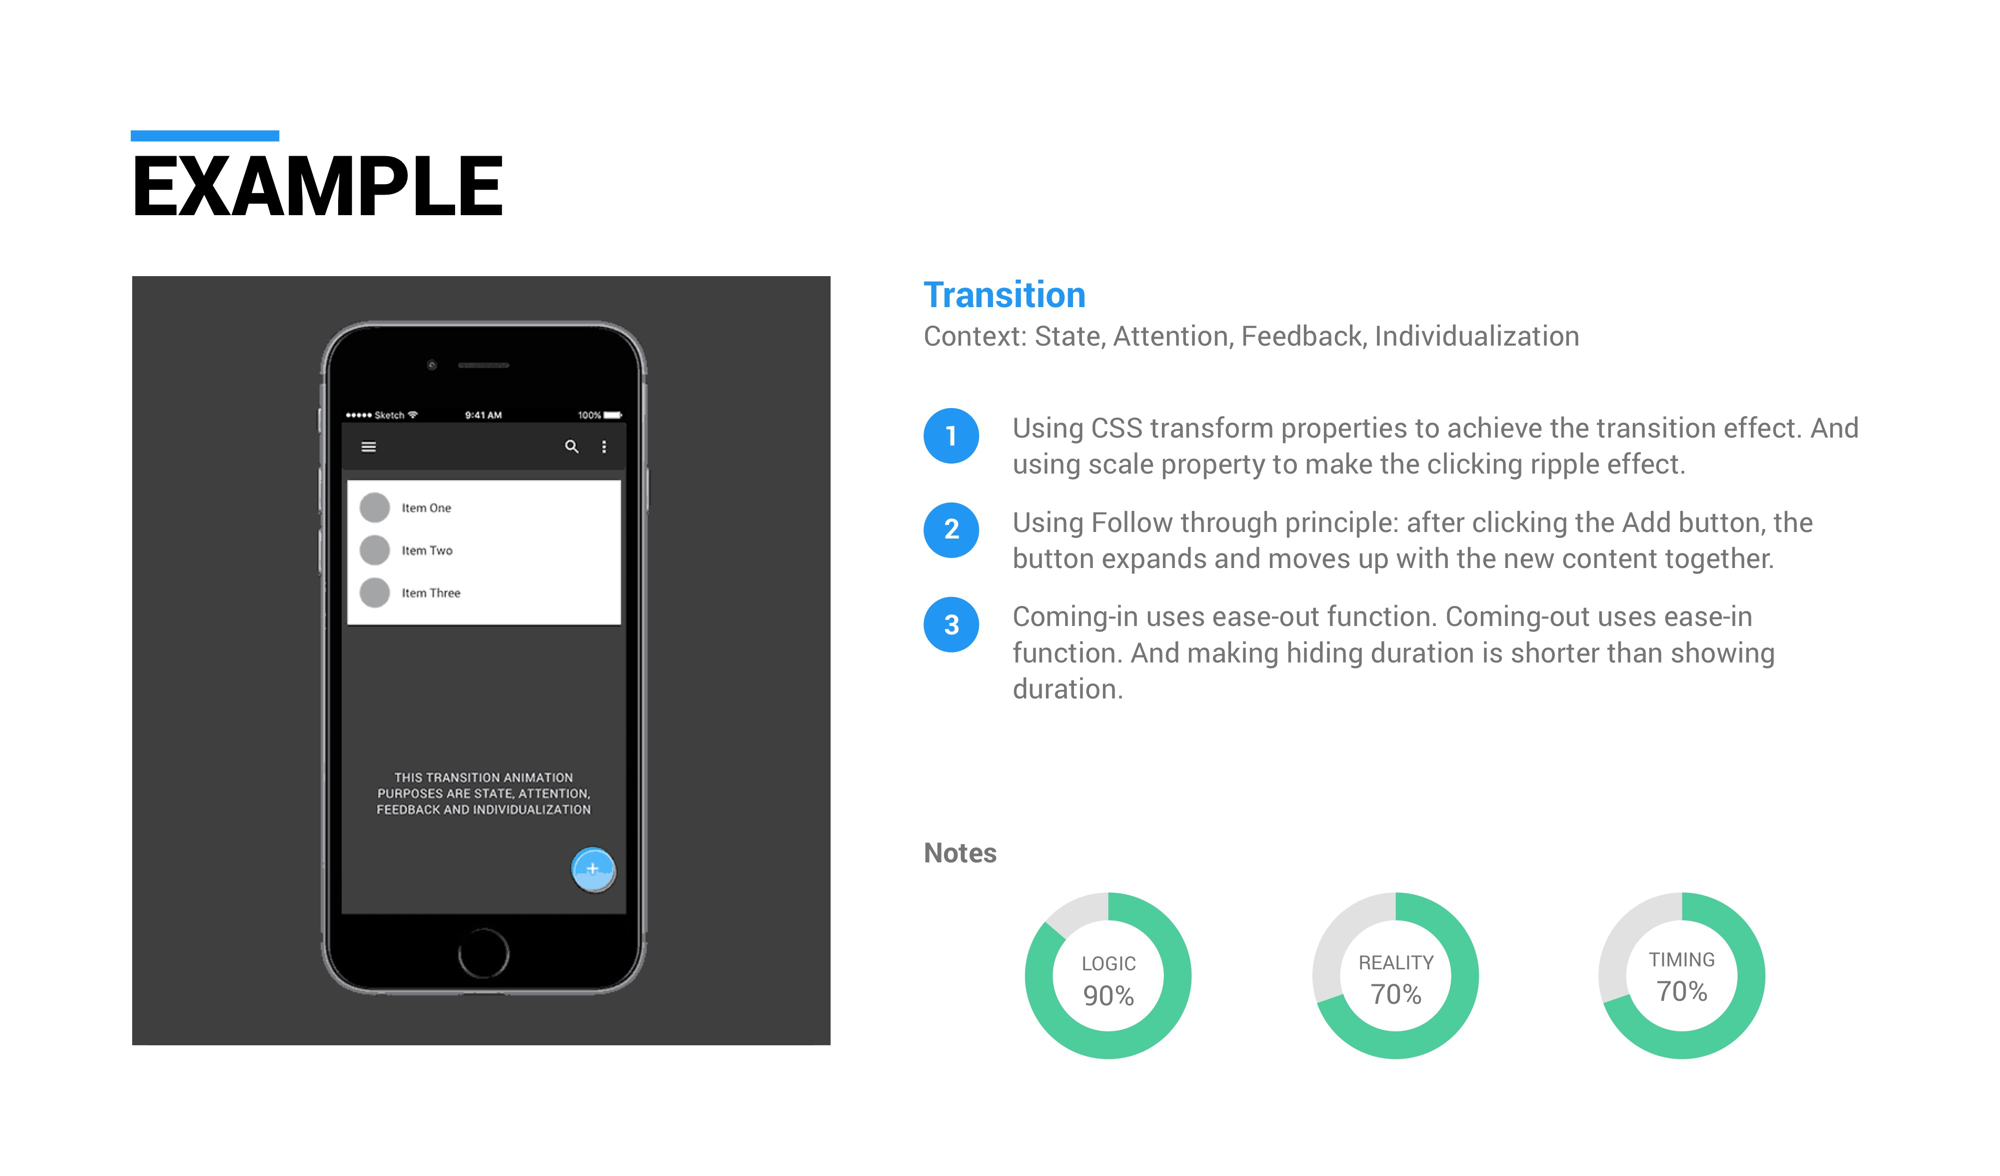 EXAMPLE
Sketch
9:41 AM
100%
Item One
Item Two
Item Three
THIS TRANSITION ANIMATION
PURPOSES ARE STATE, ATTENTION,
FEEDBACK AND INDIVIDUALIZATION
+
Transition
Context: State, Attention, Feedback, Individualization
1
Using CSS transform properties to achieve the transition effect. And
using scale property to make the clicking ripple effect.
2
Using Follow through principle: after clicking the Add button, the
button expands and moves up with the new content together.
3
Coming-in uses ease-out function. Coming-out uses ease-in
function. And making hiding duration is shorter than showing
duration.
Notes
LOGIC
90%
REALITY
70%
TIMING
70%